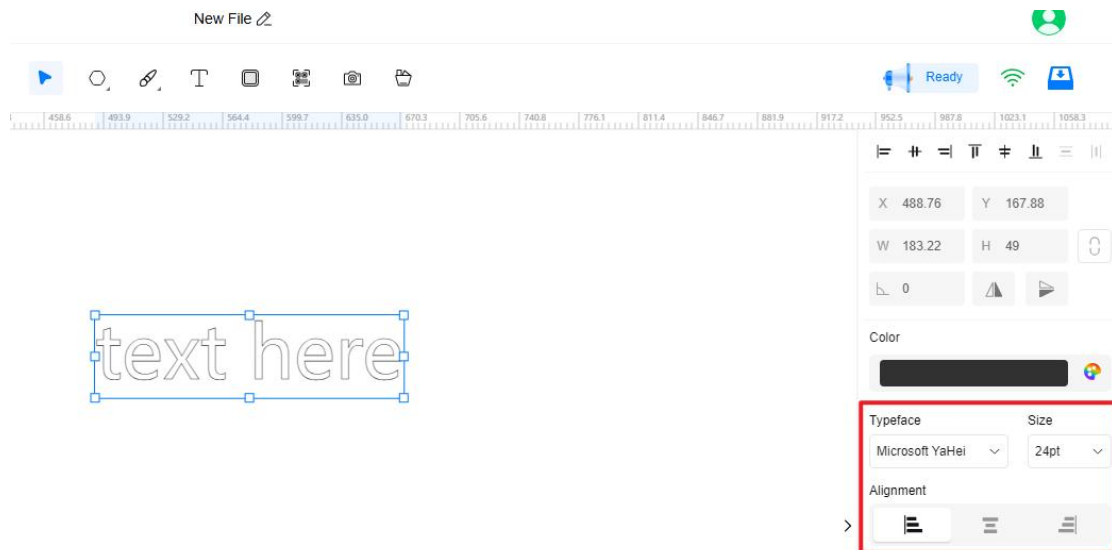 New File
Ready
458.6 493.9 529.2 564.4 599.7 635.0 670.3 705.6 740.8 776.1 811.4 846.7 881.9 917.2 952.5 987.8 1023.1 1058.3
X 488.76 Y 167.88
W 183.22 H 49
0
Color
text here
Typeface Size
Microsoft YaHei 24pt
Alignment